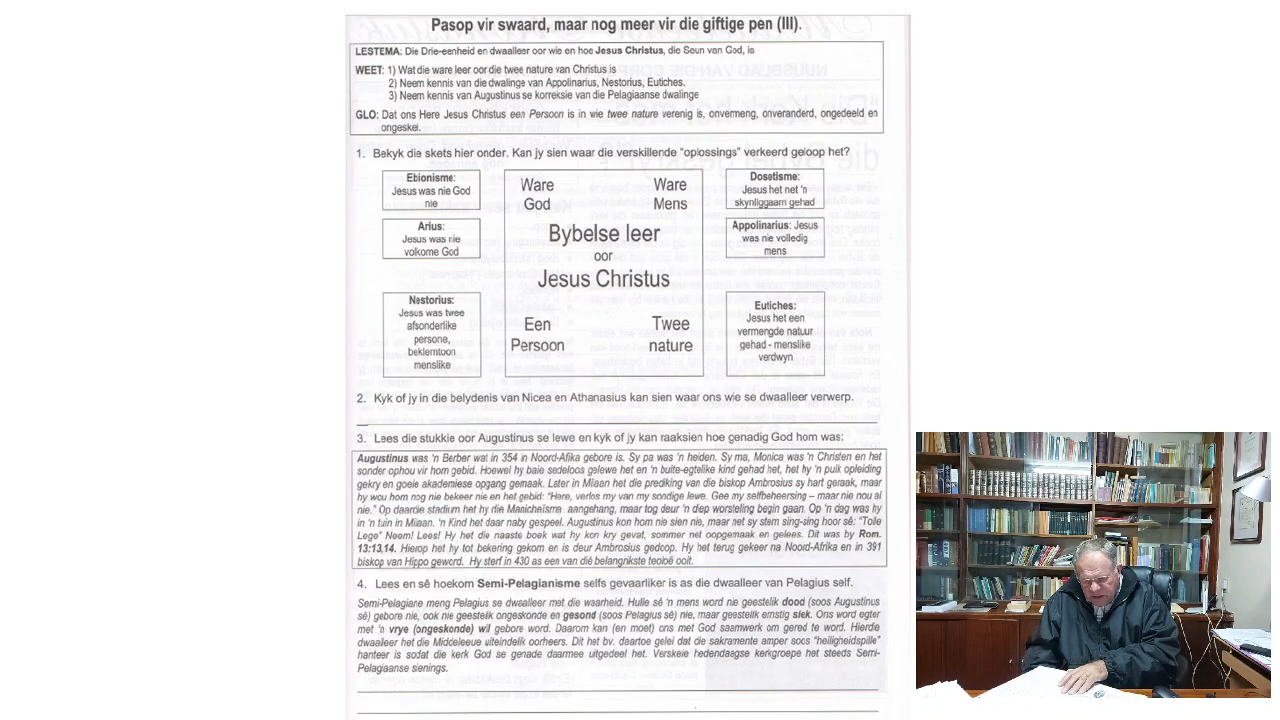 Pasop vir swaard, maar nog meer vir die giftige pen (III).
LESTEMA: Die Drie-eenheid en dwaalleer oor wie en hoe Jesus Christus, die Seun van God, is
WEET: 1) Wat die ware leer oor die twee nature van Christus is
2) Neem kennis van die dwalinge van Appolinarius, Nestorius, Eutiches.
3) Neem kennis van Augustinus se korreksie van die Pelagiaanse dwalinge
GLO: Dat ons Here Jesus Christus een Persoon is in wie twee nature verenig is, onvermeng, onveranderd, ongedeeld en
ongeskei.
1. Bekyk die skets hier onder. Kan jy sien waar die verskillende "oplossings" verkeerd geloop het?
Ebionisme:
Jesus was nie God
nie
Arius:
Jesus was nie
volkome God
Nestorius:
Jesus was twee
afsonderlike
persone,
beklemtoon
menslike
Ware
God
Ware
Mens
Bybelse leer
oor
Jesus Christus
Een
Persoon
Twee
nature
Dosetisme:
Jesus het net 'n
skynliggaam gehad
Appolinarius: Jesus
was nie volledig
mens
Eutiches:
Jesus het een
vermengde natuur
gehad - menslike
verdwyn
2. Kyk of jy in die belydenis van Nicea en Athanasius kan sien waar ons wie se dwaalleer verwerp.
3. Lees die stukkie oor Augustinus se lewe en kyk of jy kan raaksien hoe genadig God hom was:
Augustinus was 'n Berber wat in 354 in Noord-Afika gebore is. Sy pa was 'n heiden. Sy ma, Monica was 'n Christen en het
sonder ophou vir hom gebid. Hoewel hy baie sedeloos gelewe het en 'n buite-egtelike kind gehad het, het hy 'n puik opleiding
gekry en goeie akademiese opgang gemaak. Later in Milaan het die prediking van die biskop Ambrosius sy hart geraak, maar
hy wou hom nog nie bekeer nie en het gebid: "Here, verlos my van my sondige lewe. Gee my selfbeheersing – maar nie nou al
nie." Op daardie stadium het hy die Manicheïsme aangehang, maar tog deur 'n diep worsteling begin gaan. Op 'n dag was hy
in 'n tuin in Milaan. 'n Kind het daar naby gespeel. Augustinus kon hom nie sien nie, maar net sy stem sing-sing hoor sê: "Tolle
Lege" Neem! Lees! Hy het die naaste boek wat hy kon kry gevat, sommer net oopgemaak en gelees. Dit was by Rom.
13:13,14. Hierop het hy tot bekering gekom en is deur Ambrosius gedoop. Hy het terug gekeer na Noord-Afrika en in 391
biskop van Hippo geword. Hy sterf in 430 as een van dié belangrikste teoloë ooit.
4. Lees en sê hoekom Semi-Pelagianisme selfs gevaarliker is as die dwaalleer van Pelagius self.
Semi-Pelagiane meng Pelagius se dwaalleer met die waarheid. Hulle sê 'n mens word nie geestelik dood (soos Augustinus
sê) gebore nie, ook nie geestelik ongeskonde en gesond (soos Pelagius sê) nie, maar geestelik ernstig siek. Ons word egter
met 'n vrye (ongeskonde) wil gebore word. Daarom kan (en moet) ons met God saamwerk om gered te word. Hierde
dwaalleer het die Middeleeue uiteindelik oorheers. Dit het bv. daartoe gelei dat die sakramente amper soos "heiligheidspille"
hanteer is sodat die kerk God se genade daarmee uitgedeel het. Verskeie hedendaagse kerkgroepe het steeds Semi-
Pelagiaanse sienings.